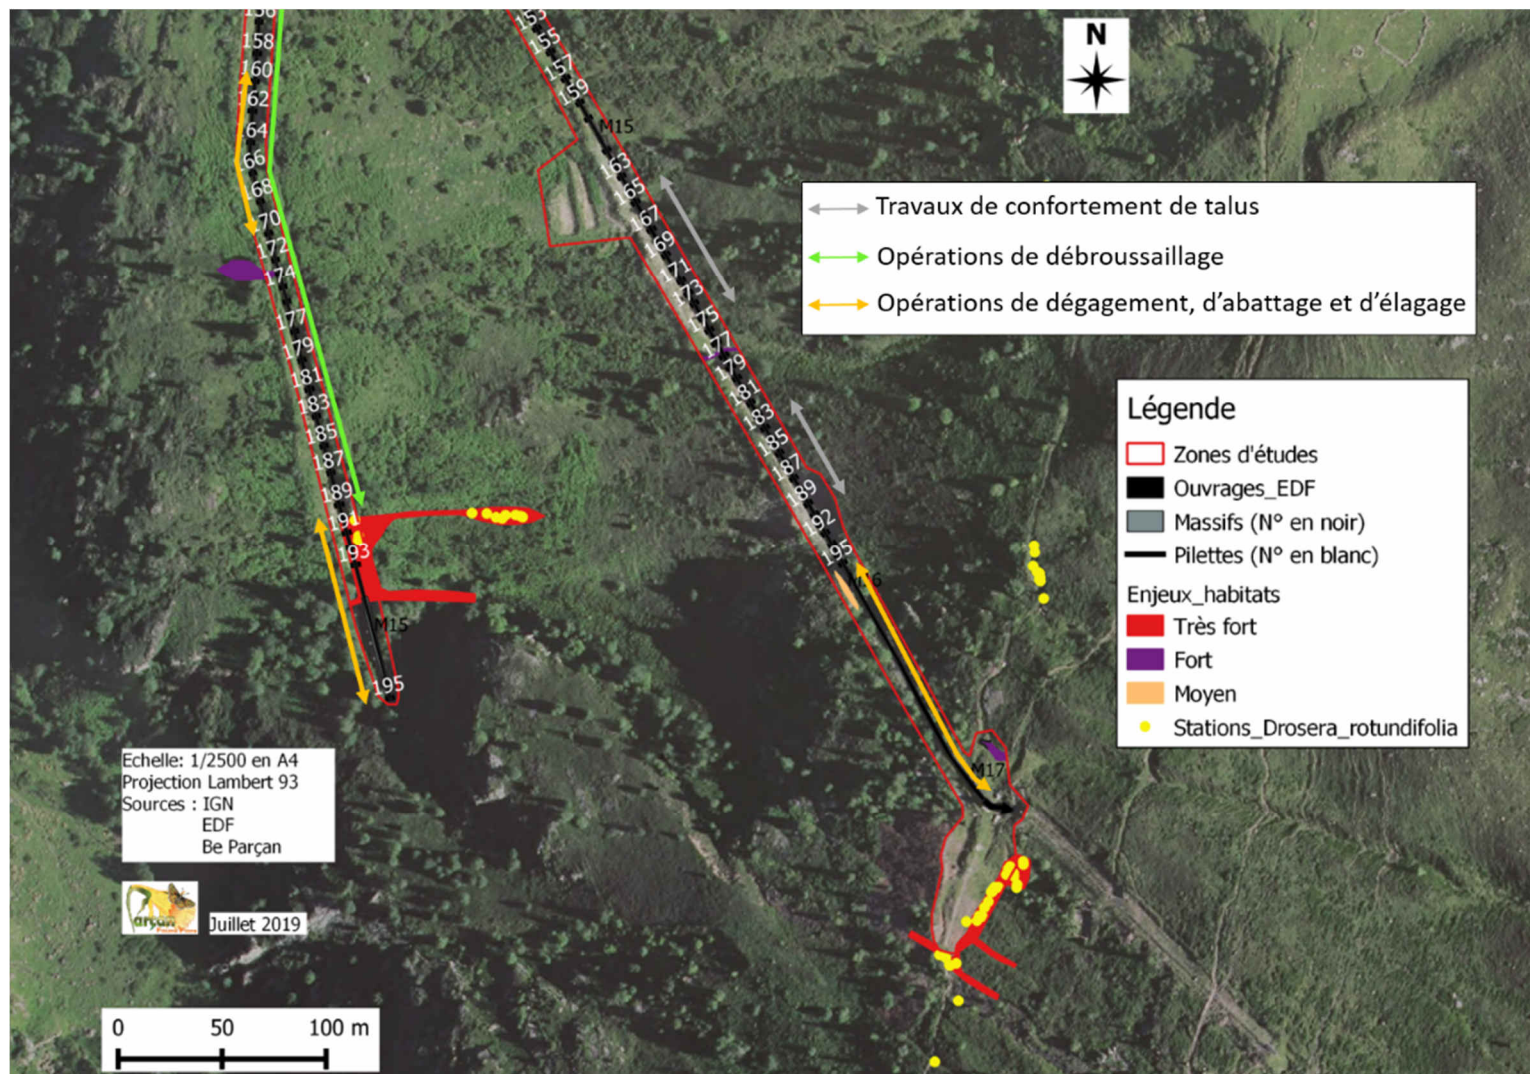 156
158
160
162
164
166
168
170
172
174
177
179
181
183
185
187
189
191
193
M15
195
153
155
157
159
M15
163
165
167
169
171
173
175
177
179
181
183
185
187
189
192
195
M17
N
Travaux de confortement de talus
Opérations de débroussaillage
Opérations de dégagement, d’abattage et d’élagage
Légende
Zones d'études
Ouvrages_EDF
Massifs (N° en noir)
Pilettes (N° en blanc)
Enjeux_habitats
Très fort
Fort
Moyen
Stations_Drosera_rotundifolia
Echelle: 1/2500 en A4
Projection Lambert 93
Sources : IGN
EDF
Be Parçan
Juillet 2019
0 50 100 m